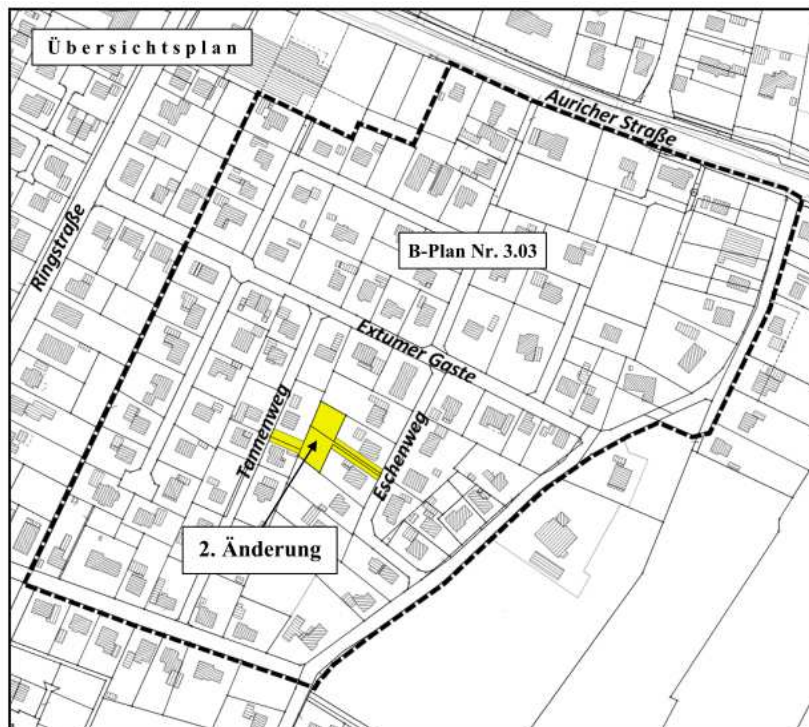 Übersichtsplan
Auricher Straße
Ringstraße
B-Plan Nr. 3.03
Extumer Gaste
Tannenweg
Eschenweg
2. Änderung